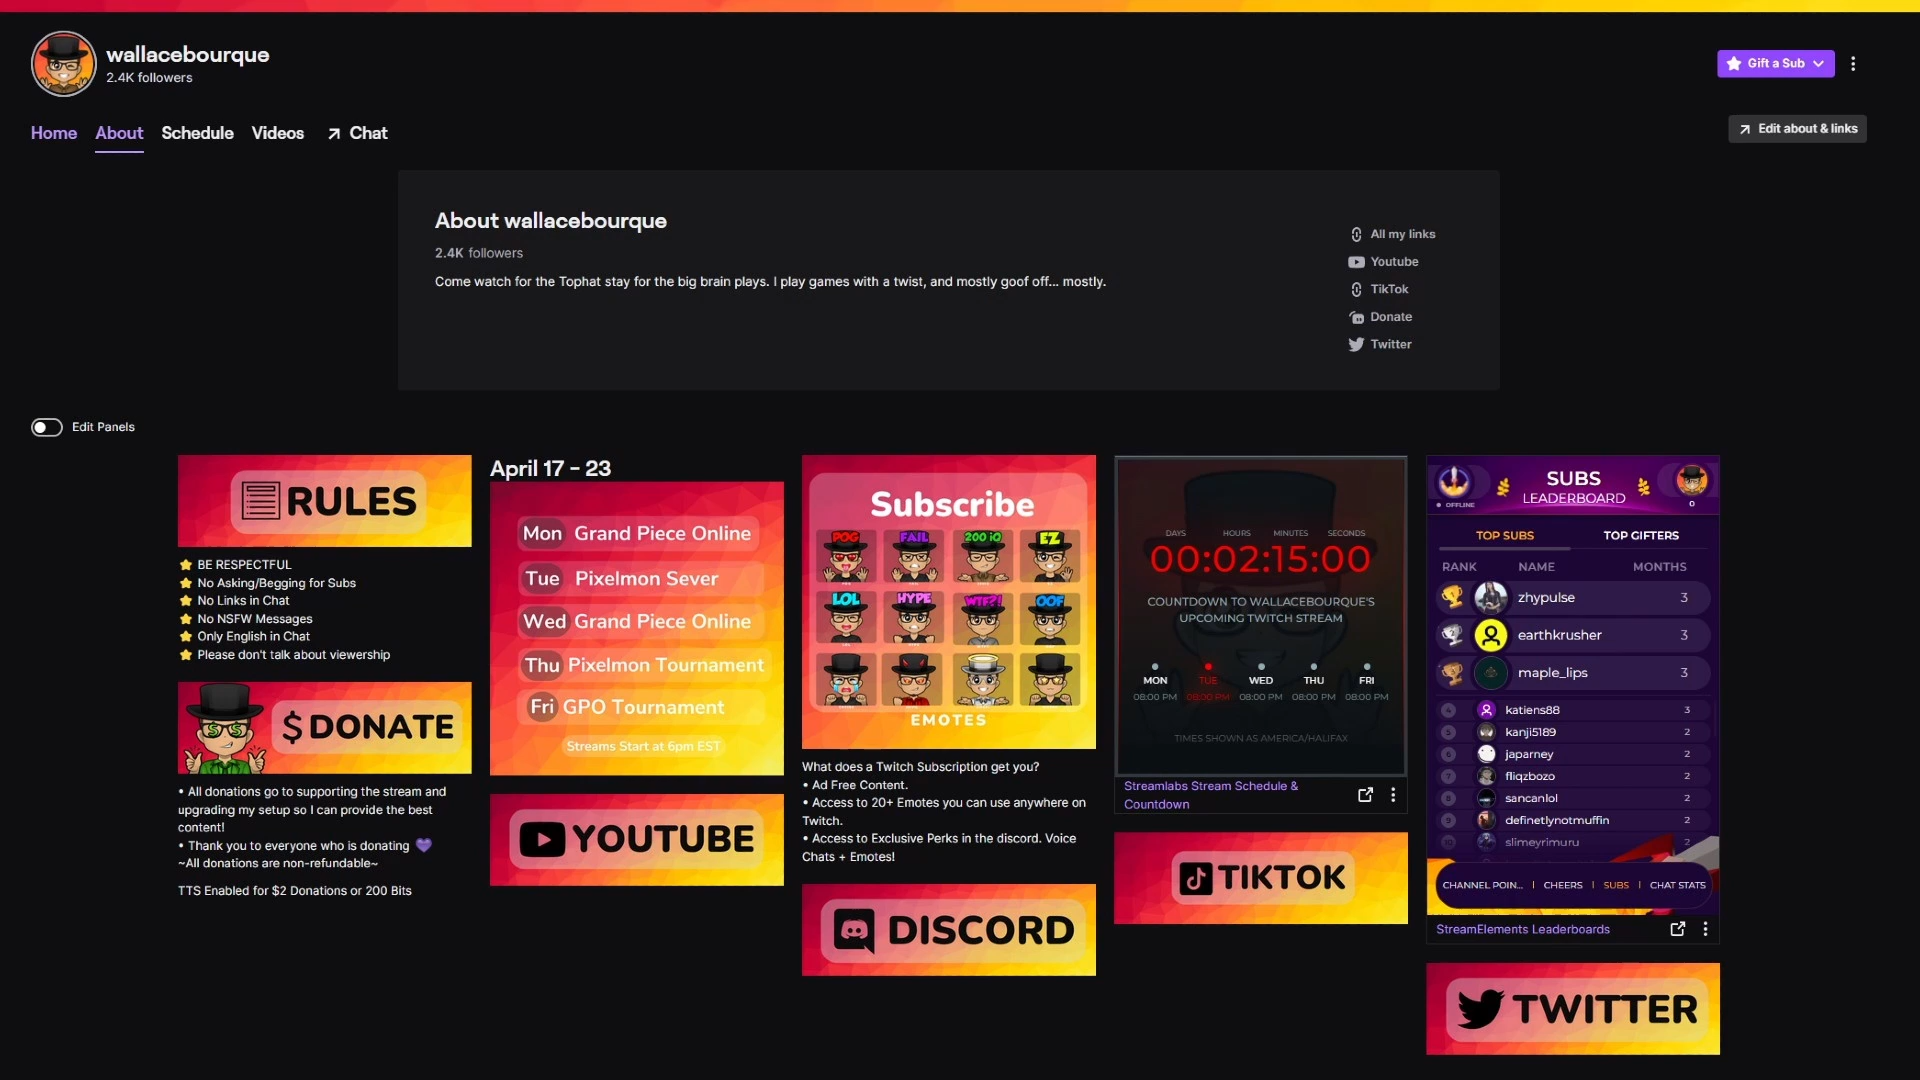 wallacebourque
2.4K followers
Gift a Sub
Home About Schedule Videos Chat
Edit about & links
About wallacebourque
2.4K followers
Come watch for the Tophat stay for the big brain plays. I play games with a twist, and mostly goof off... mostly.
All my links
Youtube
TikTok
Donate
Twitter
Edit Panels
RULES
BE RESPECTFUL
No Asking/Begging for Subs
No Links in Chat
No NSFW Messages
Only English in Chat
Please don't talk about viewership
$ DONATE
• All donations go to supporting the stream and
upgrading my setup so I can provide the best
content!
• Thank you to everyone who is donating
~All donations are non-refundable~
TTS Enabled for $2 Donations or 200 Bits
April 17 - 23
Mon Grand Piece Online
Tue Pixelmon Sever
Wed Grand Piece Online
Thu Pixelmon Tournament
Fri GPO Tournament
Streams Start at 6pm EST
YOUTUBE
Subscribe
POG FAIL 200 iQ EZ
LOL HYPE WTF?! OOF
EMOTES
What does a Twitch Subscription get you?
• Ad Free Content.
• Access to 20+ Emotes you can use anywhere on
Twitch.
• Access to Exclusive Perks in the discord. Voice
Chats + Emotes!
DISCORD
DAYS HOURS MINUTES SECONDS
00:02:15:00
COUNTDOWN TO WALLACEBOURQUE'S
UPCOMING TWITCH STREAM
MON TUE WED THU FRI
08:00 PM 08:00 PM 08:00 PM 08:00 PM 08:00 PM
TIMES SHOWN AS AMERICA/HALIFAX
Streamlabs Stream Schedule &
Countdown
TIKTOK
SUBS
LEADERBOARD
OFFLINE
0
TOP SUBS TOP GIFTERS
RANK NAME MONTHS
zhypulse 3
earthkrusher 3
maple_lips 3
4 katiens88 3
5 kanji5189 2
6 japarney 2
7 fliqzbozo 2
8 sancanlol 2
9 definetlynotmuffin 2
10 slimeyrimuru 2
CHANNEL POIN... | CHEERS | SUBS | CHAT STATS
StreamElements Leaderboards
TWITTER